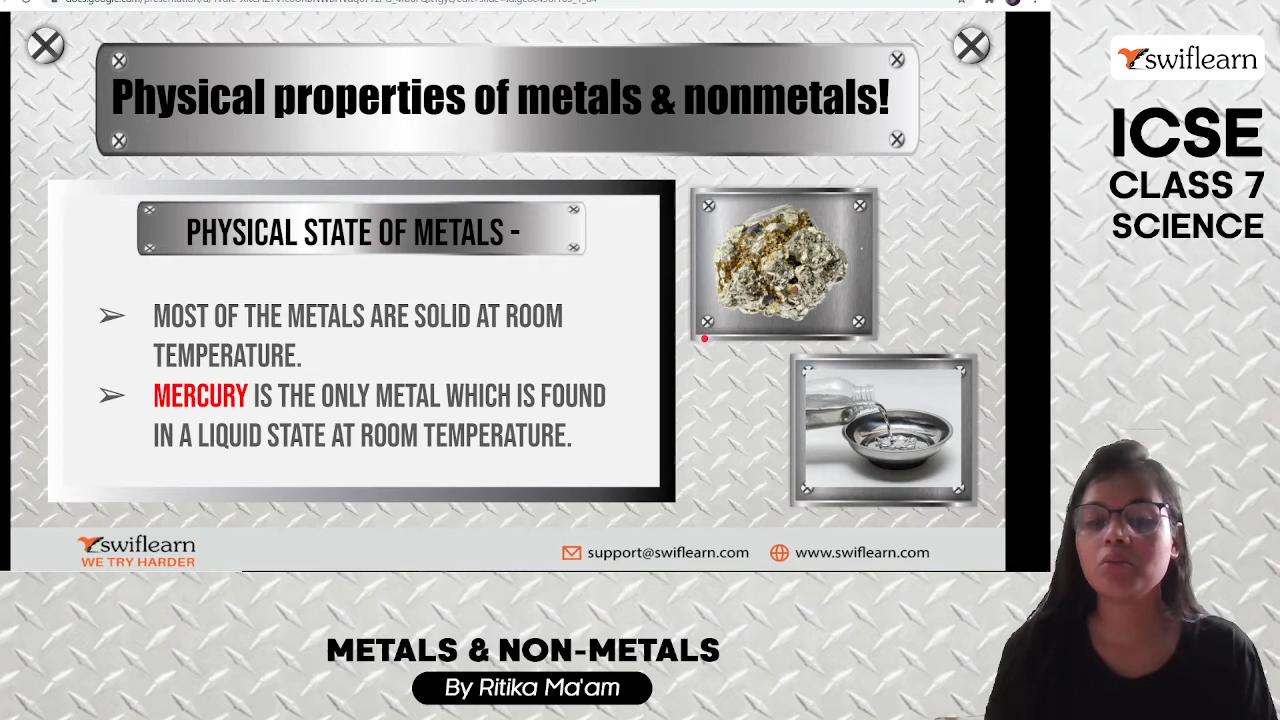 Physical properties of metals & nonmetals!
PHYSICAL STATE OF METALS -
➢ MOST OF THE METALS ARE SOLID AT ROOM
TEMPERATURE.
➢ MERCURY IS THE ONLY METAL WHICH IS FOUND
IN A LIQUID STATE AT ROOM TEMPERATURE.
swiflearn
WE TRY HARDER
support@swiflearn.com
www.swiflearn.com
swiflearn
ICSE
CLASS 7
SCIENCE
METALS & NON-METALS
By Ritika Ma'am